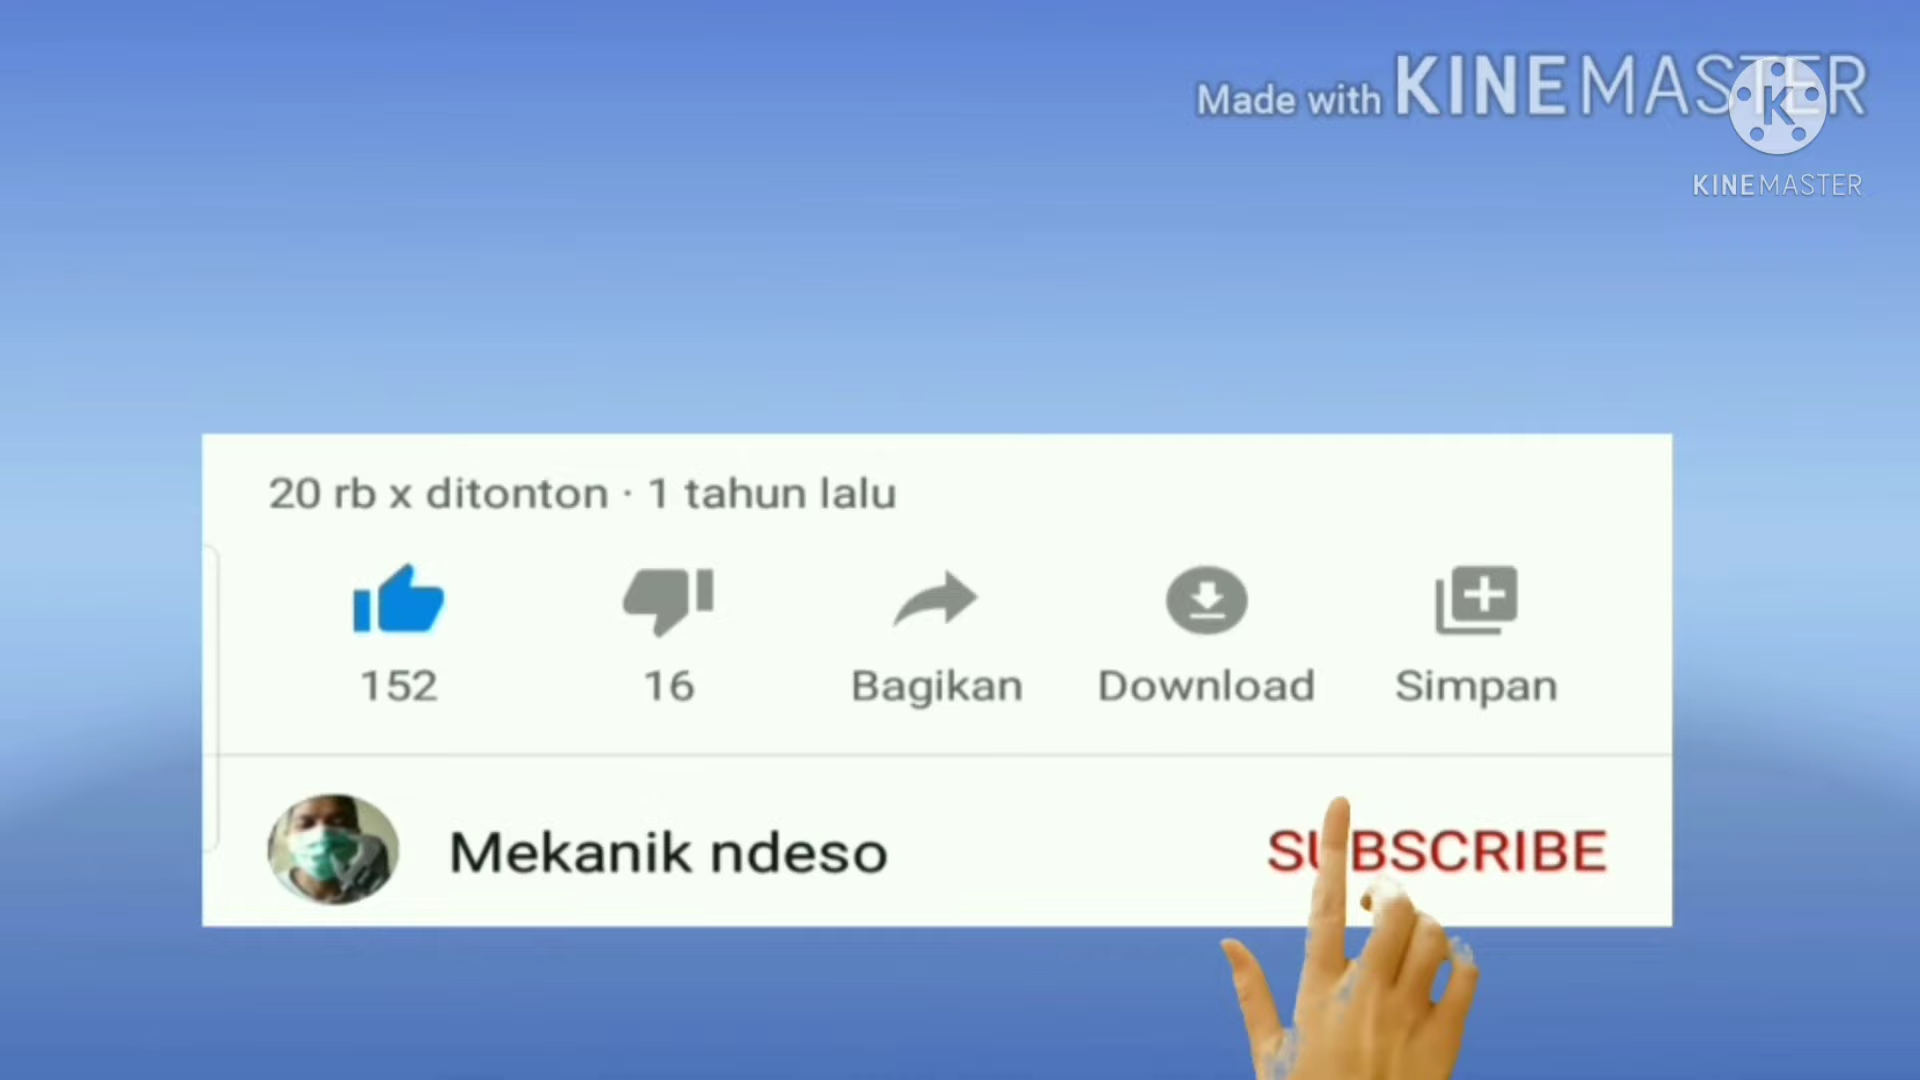 Made with KINEMASTER
K
KINEMASTER
20 rb x ditonton · 1 tahun lalu
152 16 Bagikan Download Simpan
Mekanik ndeso SUBSCRIBE